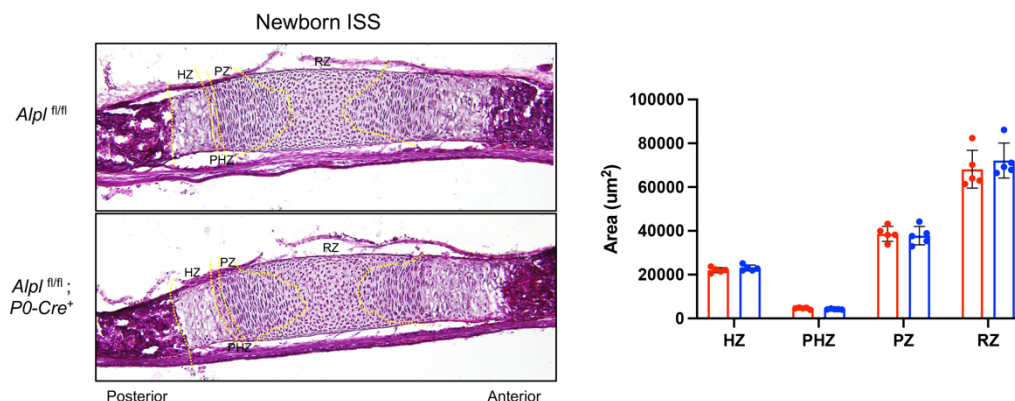 Newborn ISS
HZ PZ RZ
PHZ
Alpl fl/fl
HZ PZ RZ
PHZ
Alpl fl/fl ;
P0-Cre+
Posterior Anterior
100000
80000
60000
40000
20000
0
Area (um²)
HZ PHZ PZ RZ